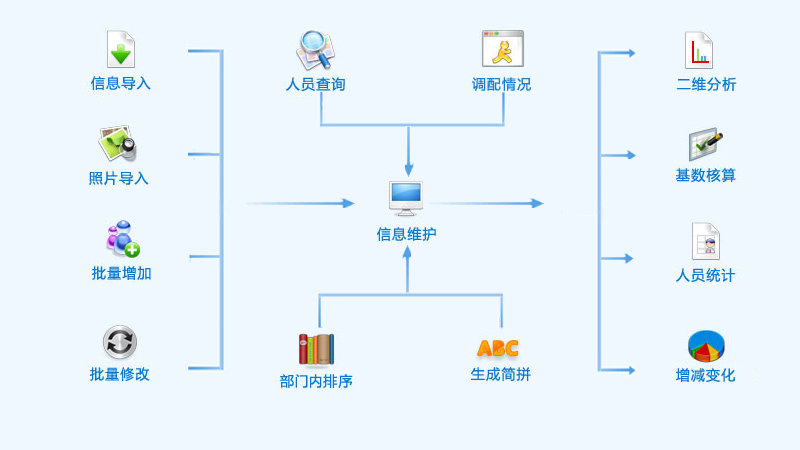 信息导入
人员查询
调配情况
二维分析
照片导入
基数核算
信息维护
批量增加
人员统计
批量修改
部门内排序
ABC
生成简拼
增减变化